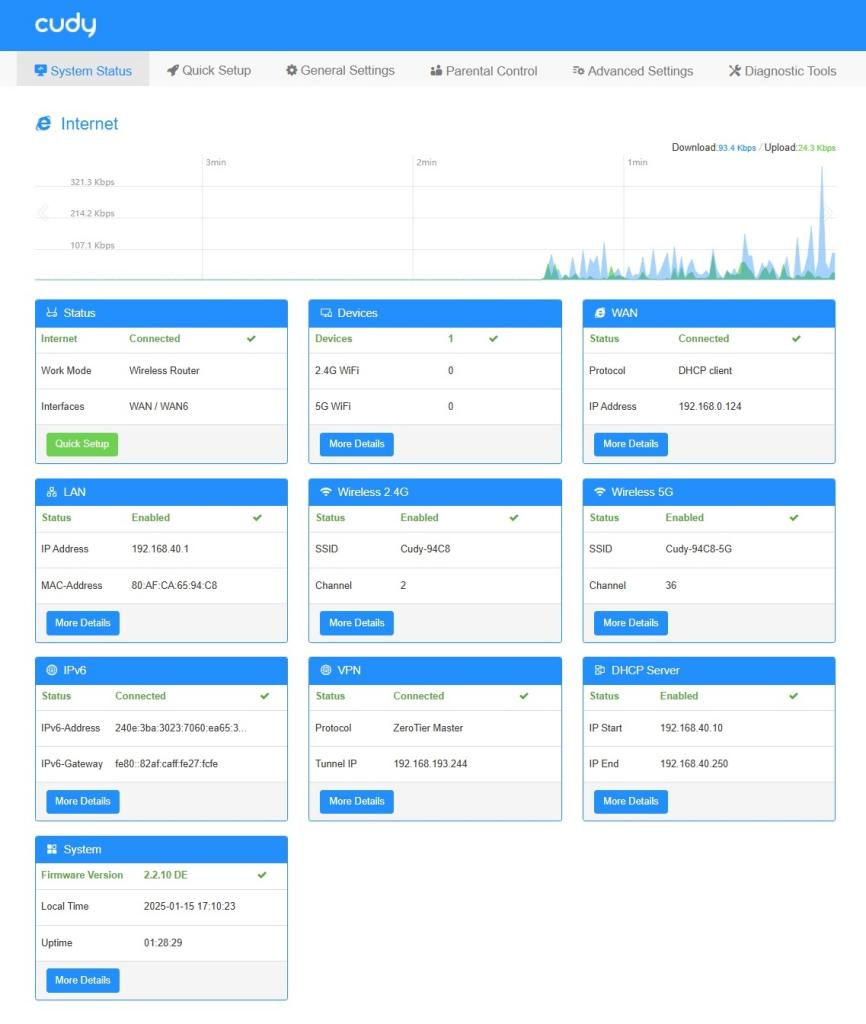 cudy
System Status Quick Setup General Settings Parental Control Advanced Settings Diagnostic Tools
Internet
Download:93.4 Kbps / Upload:24.3 Kbps
3min 2min 1min
321.3 Kbps
214.2 Kbps
107.1 Kbps
Status
Internet Connected
Work Mode Wireless Router
Interfaces WAN / WAN6
Quick Setup
Devices
Devices 1
2.4G WiFi 0
5G WiFi 0
More Details
WAN
Status Connected
Protocol DHCP client
IP Address 192.168.0.124
More Details
LAN
Status Enabled
IP Address 192.168.40.1
MAC-Address 80:AF:CA:65:94:C8
More Details
Wireless 2.4G
Status Enabled
SSID Cudy-94C8
Channel 2
More Details
Wireless 5G
Status Enabled
SSID Cudy-94C8-5G
Channel 36
More Details
IPv6
Status Connected
IPv6-Address 240e:3ba:3023:7060:ea65:3...
IPv6-Gateway fe80::82af:caff:fe27:fcfe
More Details
VPN
Status Connected
Protocol ZeroTier Master
Tunnel IP 192.168.193.244
More Details
DHCP Server
Status Enabled
IP Start 192.168.40.10
IP End 192.168.40.250
More Details
System
Firmware Version 2.2.10 DE
Local Time 2025-01-15 17:10:23
Uptime 01:28:29
More Details